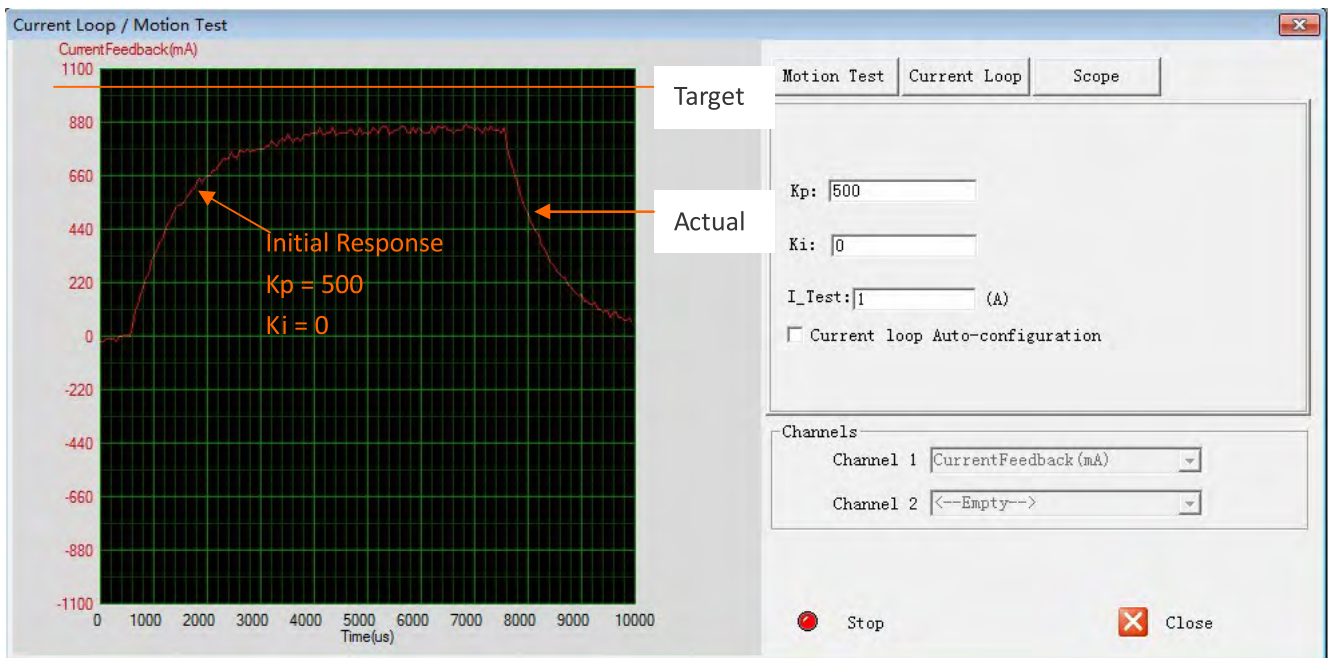 Current Loop / Motion Test
CurrentFeedback(mA)
1100
880
660
440
220
0
-220
-440
-660
-880
-1100
0 1000 2000 3000 4000 5000 6000 7000 8000 9000 10000
Time(us)
Target
Actual
Initial Response
Kp = 500
Ki = 0
Motion Test Current Loop Scope
Kp: 500
Ki: 0
I_Test: 1 (A)
Current loop Auto-configuration
Channels
Channel 1 CurrentFeedback(mA)
Channel 2 <--Empty-->
Stop Close